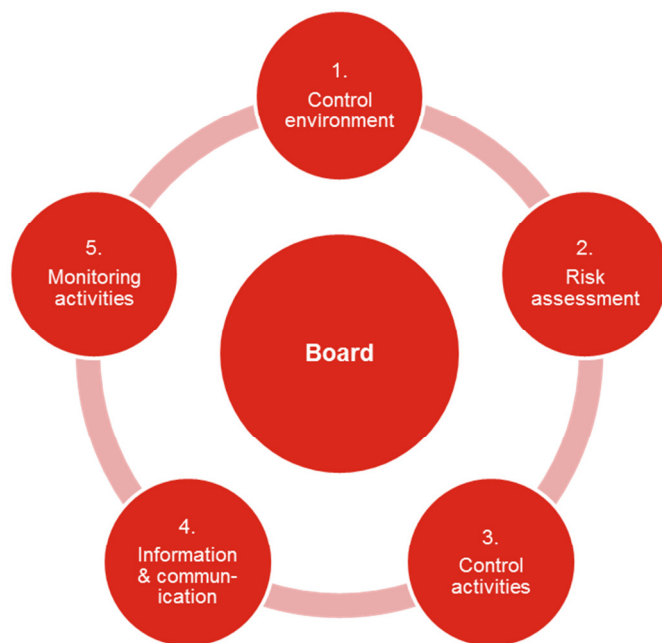 1.
Control
environment
2.
Risk
assessment
3.
Control
activities
4.
Information
& commun-
ication
5.
Monitoring
activities
Board